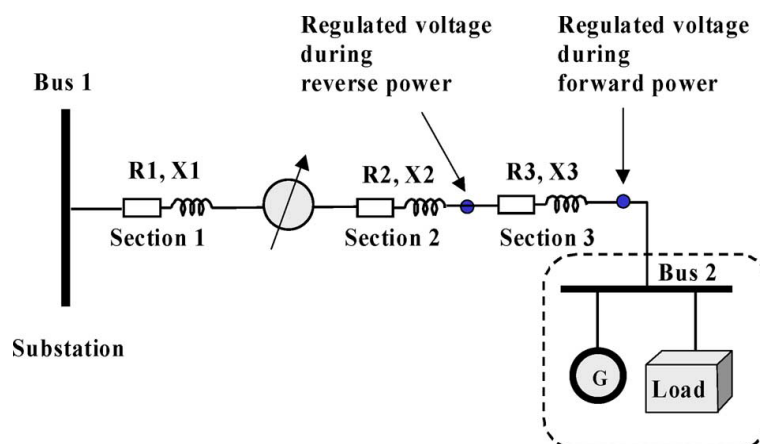 Regulated voltage
during
reverse power
Regulated voltage
during
forward power
Bus 1
R1, X1
R2, X2
R3, X3
Section 1
Section 2
Section 3
Bus 2
Substation
G
Load